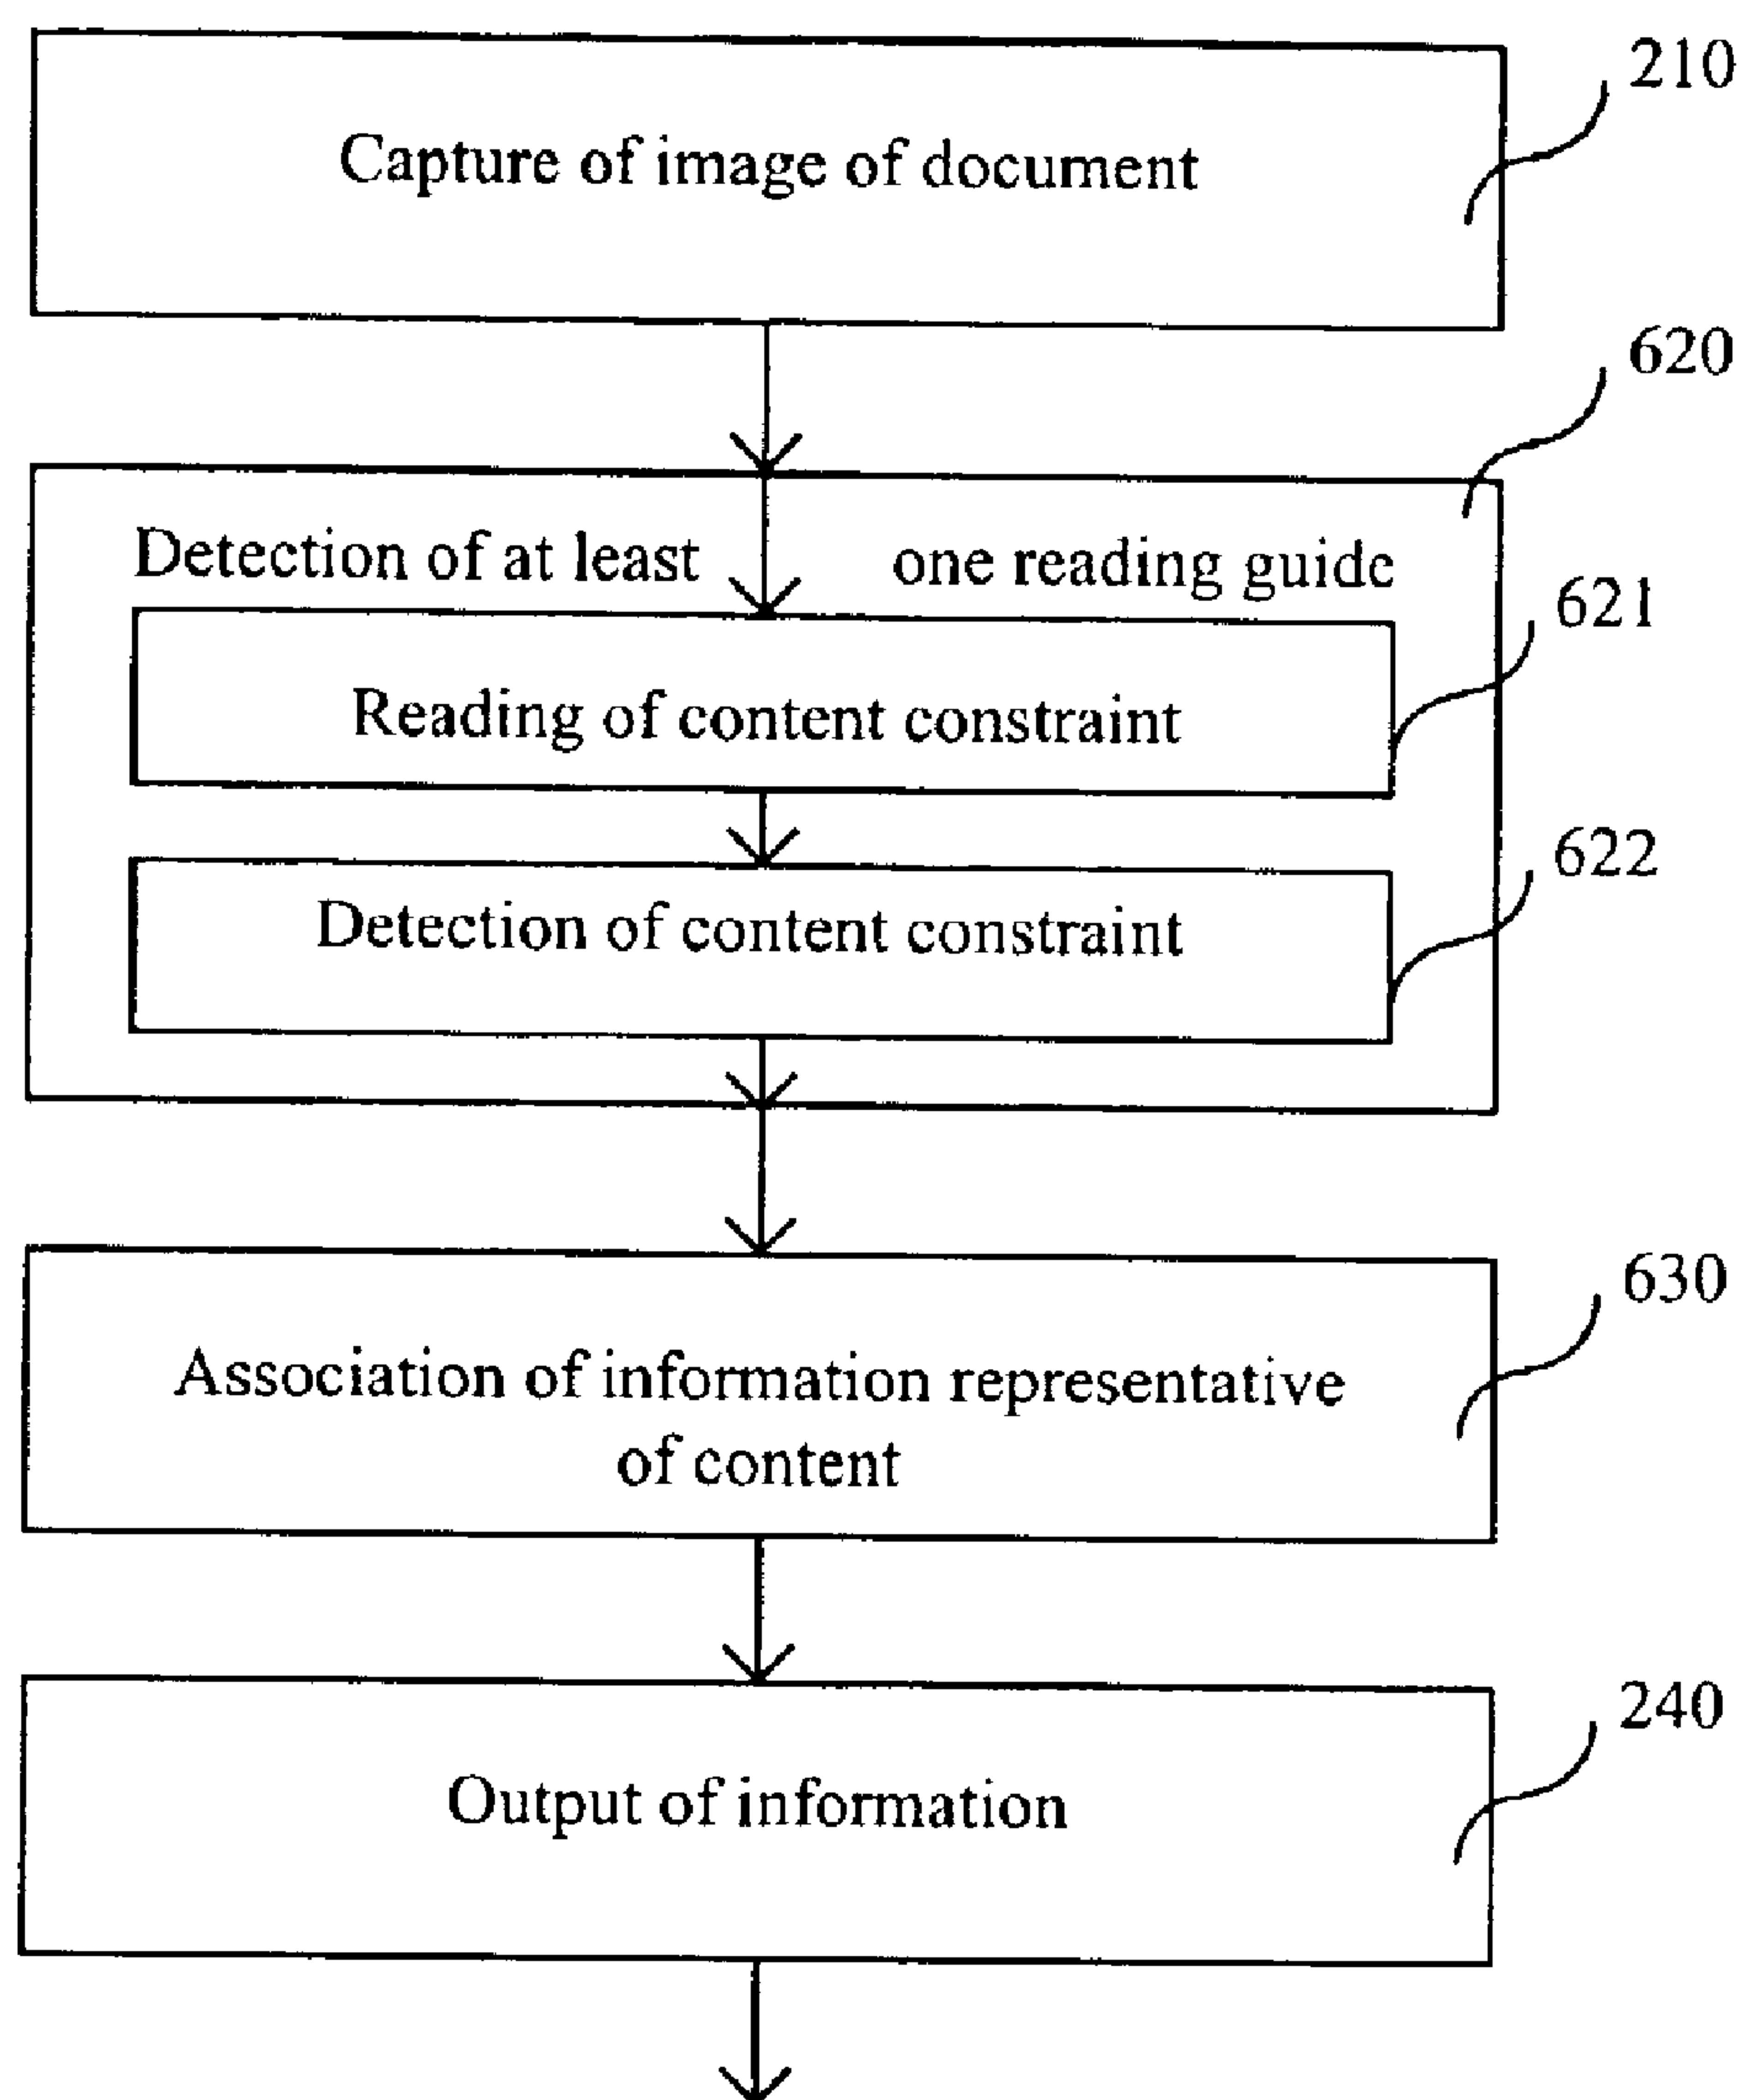 210
Capture of image of document
620
Detection of at least one reading guide
621
Reading of content constraint
622
Detection of content constraint
630
Association of information representative
of content
240
Output of information